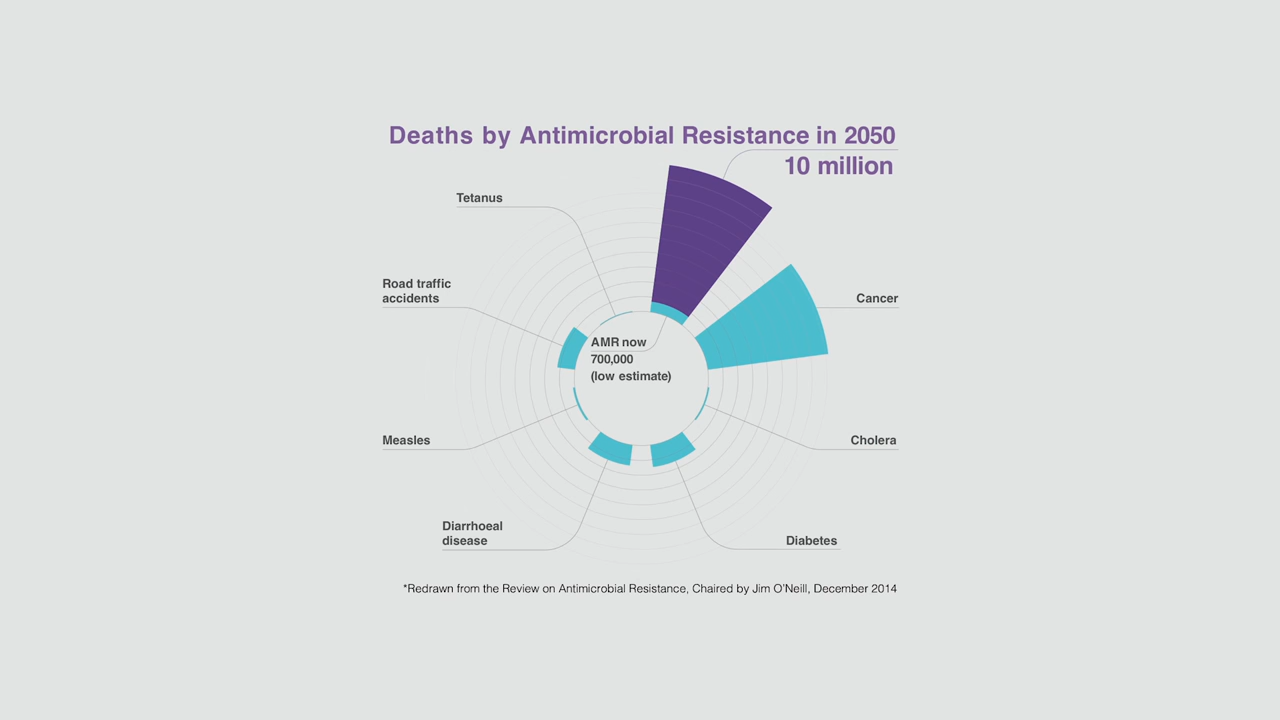 Deaths by Antimicrobial Resistance in 2050
10 million
Tetanus
Road traffic
accidents
Cancer
AMR now
700,000
(low estimate)
Measles
Cholera
Diarrhoeal
disease
Diabetes
*Redrawn from the Review on Antimicrobial Resistance, Chaired by Jim O'Neill, December 2014